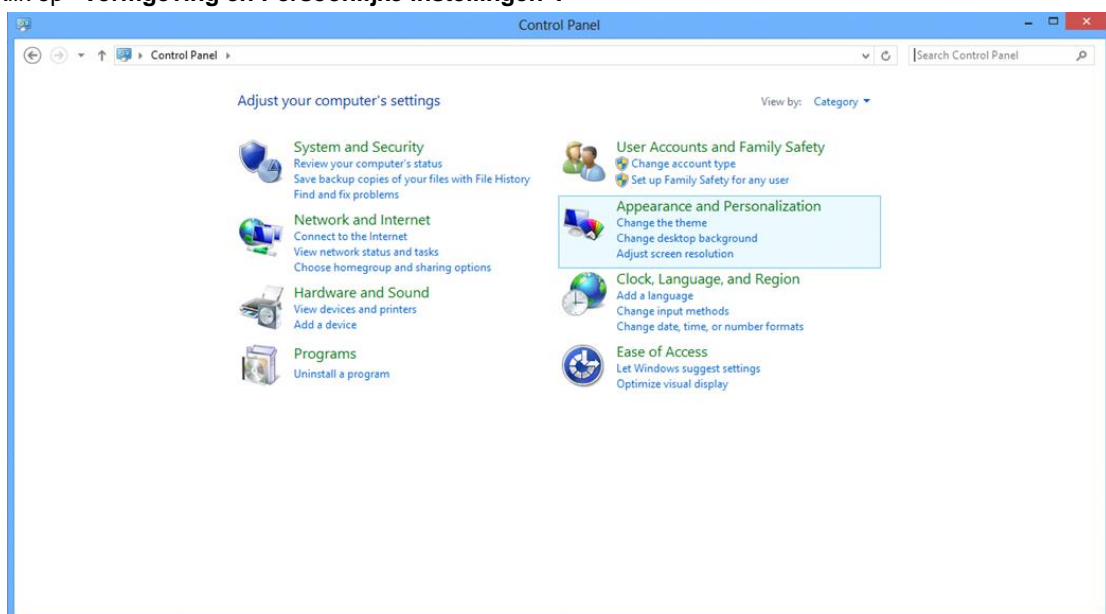 Vormgeving en Persoonlijke instellingen
Control Panel
Control Panel
Search Control Panel
Adjust your computer's settings
View by: Category
System and Security
Review your computer's status
Save backup copies of your files with File History
Find and fix problems
Network and Internet
Connect to the Internet
View network status and tasks
Choose homegroup and sharing options
Hardware and Sound
View devices and printers
Add a device
Programs
Uninstall a program
User Accounts and Family Safety
Change account type
Set up Family Safety for any user
Appearance and Personalization
Change the theme
Change desktop background
Adjust screen resolution
Clock, Language, and Region
Add a language
Change input methods
Change date, time, or number formats
Ease of Access
Let Windows suggest settings
Optimize visual display